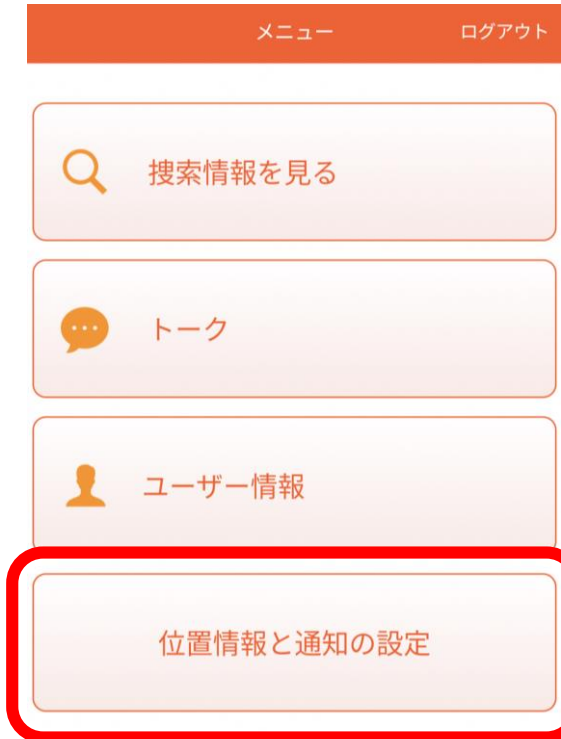 メニュー ログアウト
捜索情報を見る
トーク
ユーザー情報
位置情報と通知の設定